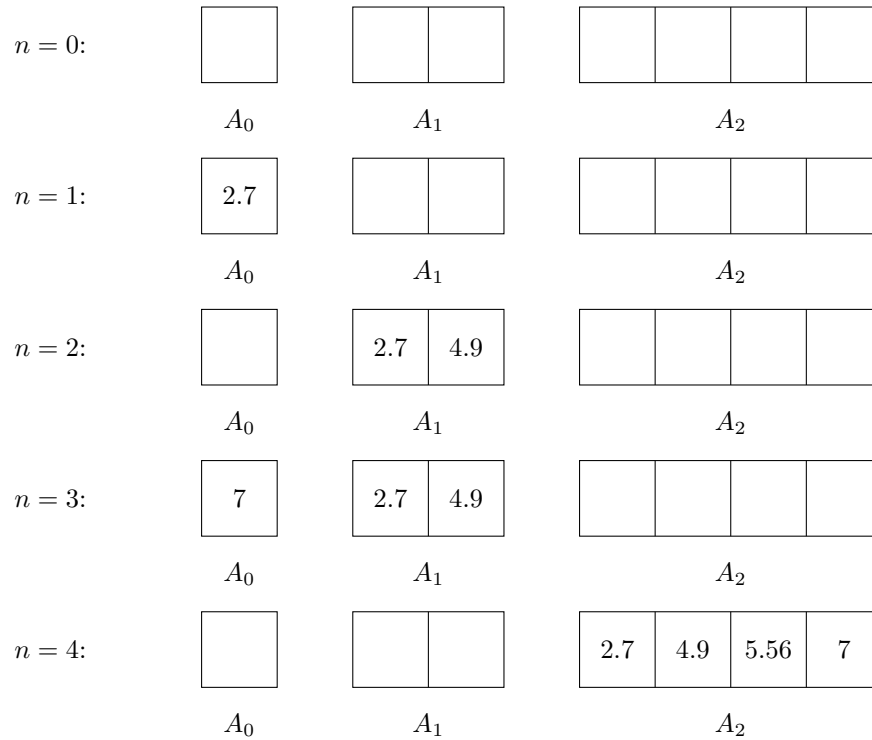 n = 0:
A₀ A₁ A₂
n = 1: 2.7
A₀ A₁ A₂
n = 2: 2.7 4.9
A₀ A₁ A₂
n = 3: 7 2.7 4.9
A₀ A₁ A₂
n = 4: 2.7 4.9 5.56 7
A₀ A₁ A₂